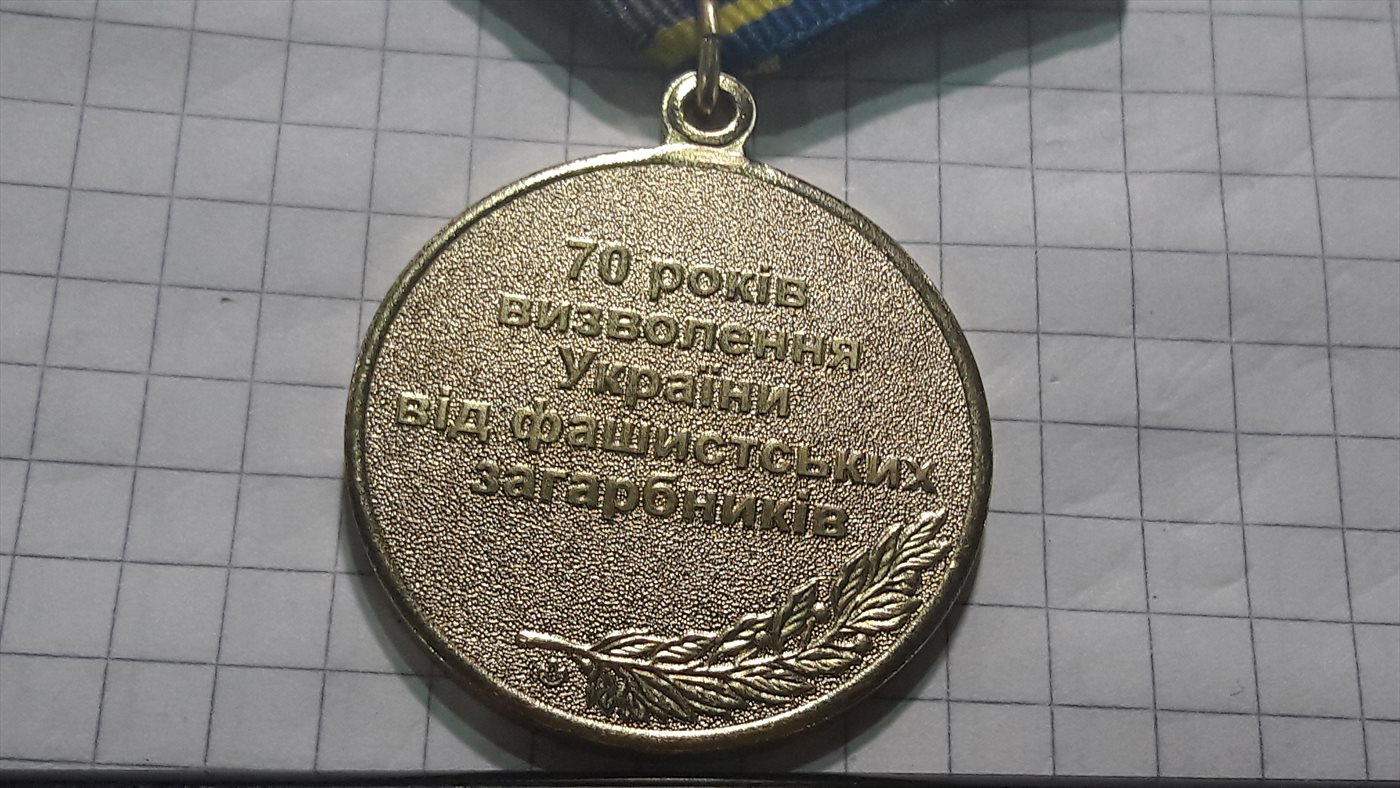 70 років
визволення
України
від фашистських
загарбників